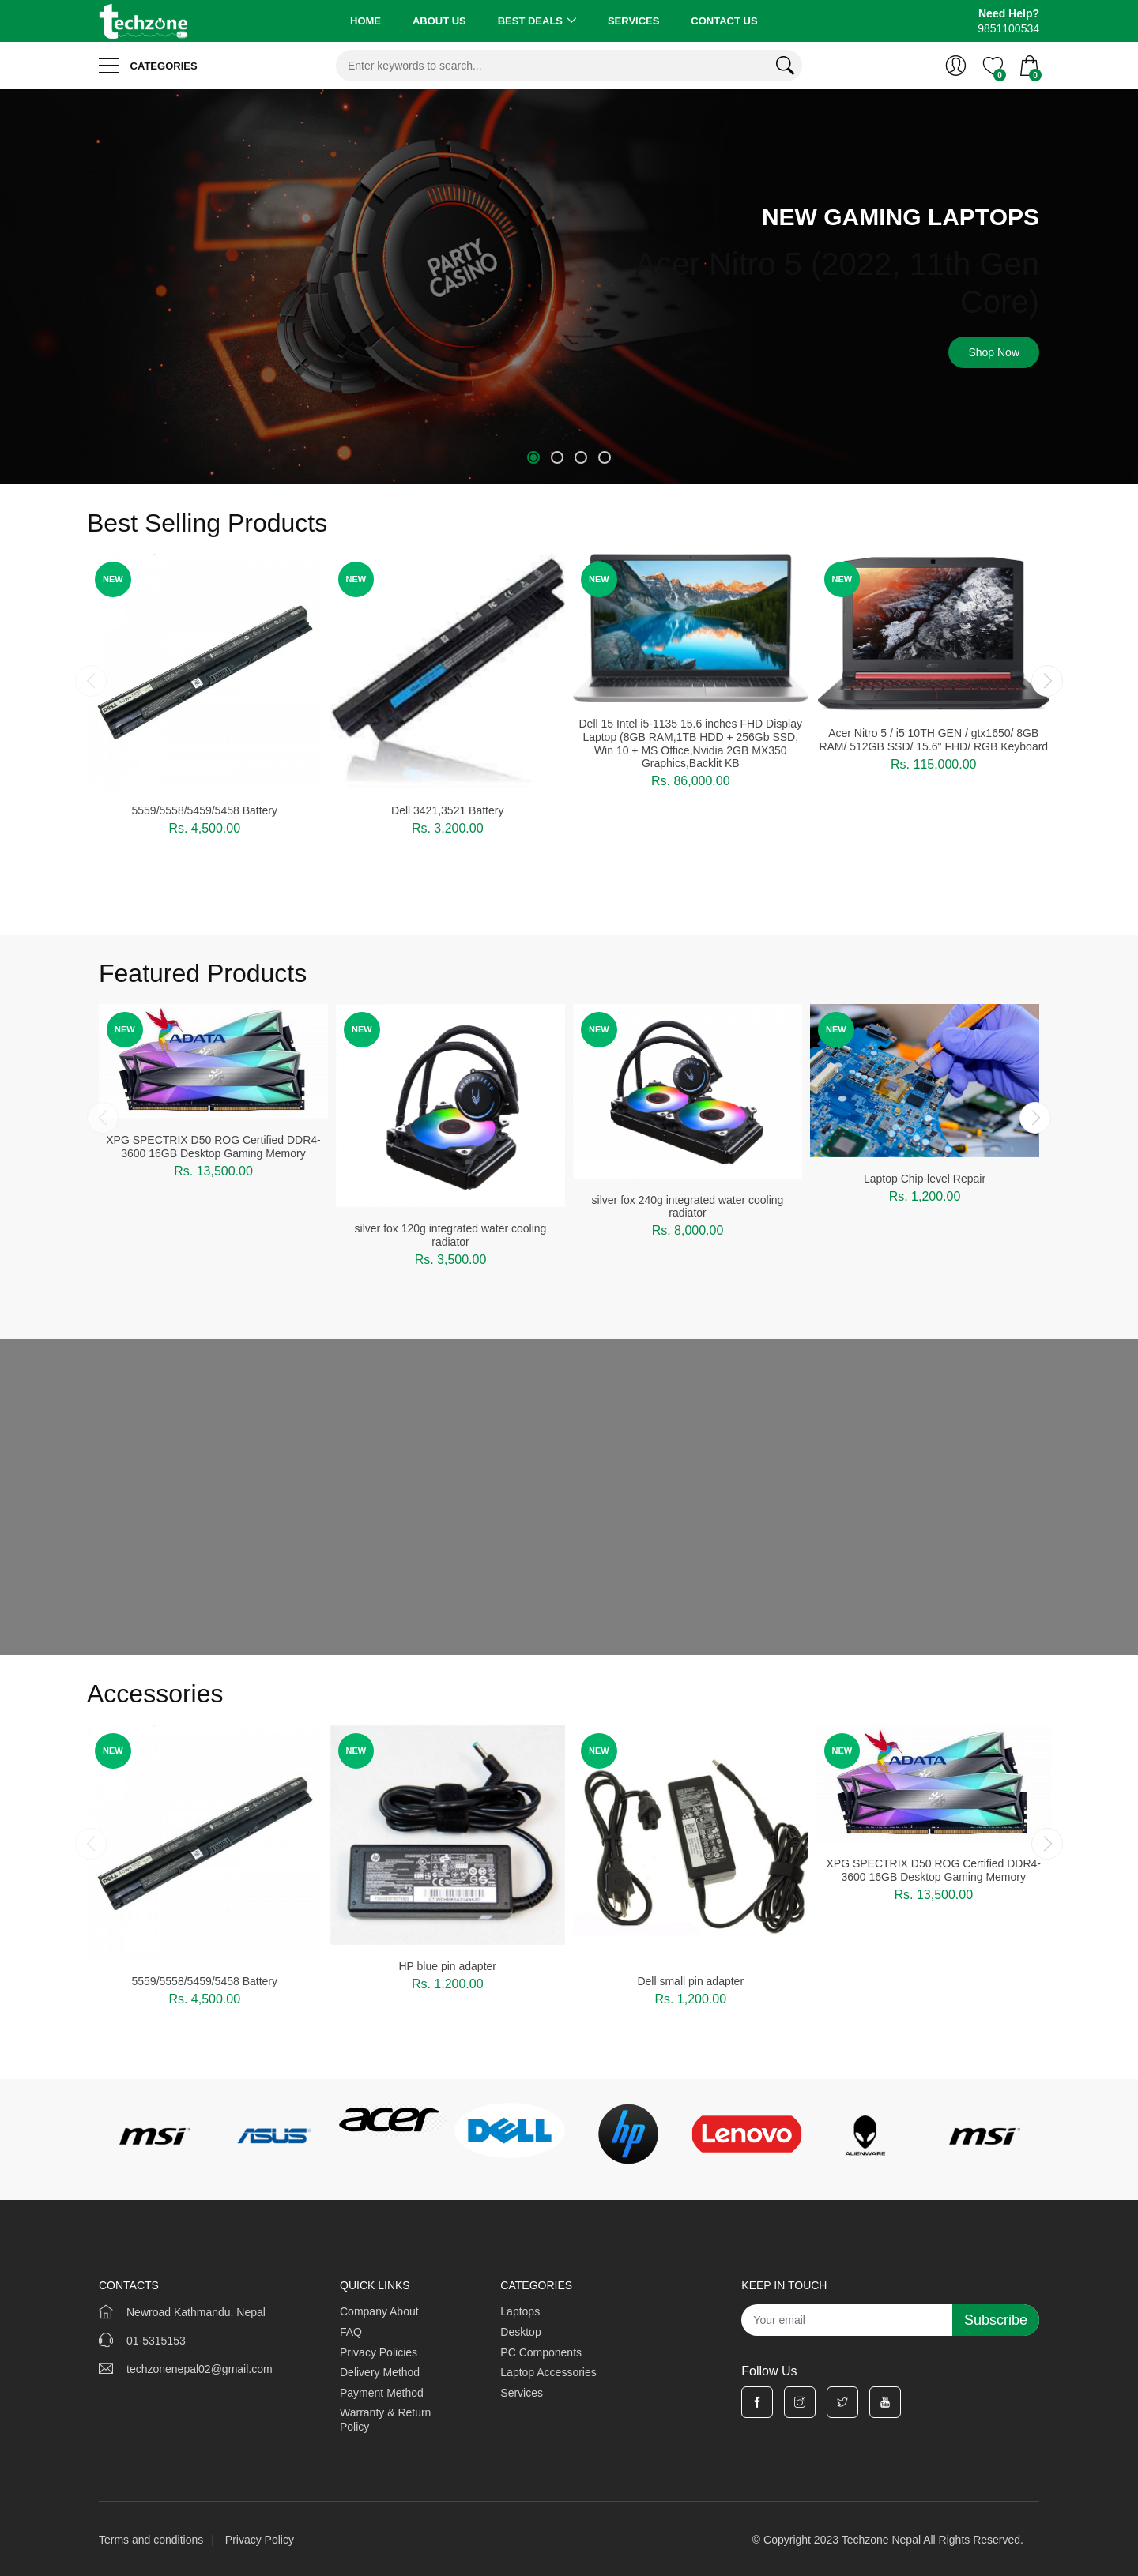 techzone
HOME
ABOUT US
BEST DEALS
SERVICES
CONTACT US
Need Help?
9851100534
CATEGORIES
Enter keywords to search...
0
0
PARTY
CASINO
NEW GAMING LAPTOPS
Acer Nitro 5 (2022, 11th Gen
Core)
Shop Now
Best Selling Products
NEW
DELL
5559/5558/5459/5458 Battery
Rs. 4,500.00
NEW
Dell 3421,3521 Battery
Rs. 3,200.00
NEW
Dell 15 Intel i5-1135 15.6 inches FHD Display
Laptop (8GB RAM,1TB HDD + 256Gb SSD,
Win 10 + MS Office,Nvidia 2GB MX350
Graphics,Backlit KB
Rs. 86,000.00
NEW
Acer Nitro 5 / i5 10TH GEN / gtx1650/ 8GB
RAM/ 512GB SSD/ 15.6" FHD/ RGB Keyboard
Rs. 115,000.00
Featured Products
NEW
ADATA
XPG SPECTRIX D50 ROG Certified DDR4-
3600 16GB Desktop Gaming Memory
Rs. 13,500.00
NEW
silver fox 120g integrated water cooling
radiator
Rs. 3,500.00
NEW
silver fox 240g integrated water cooling
radiator
Rs. 8,000.00
NEW
Laptop Chip-level Repair
Rs. 1,200.00
Accessories
NEW
DELL
5559/5558/5459/5458 Battery
Rs. 4,500.00
NEW
hp
HP blue pin adapter
Rs. 1,200.00
NEW
Dell small pin adapter
Rs. 1,200.00
NEW
ADATA
XPG SPECTRIX D50 ROG Certified DDR4-
3600 16GB Desktop Gaming Memory
Rs. 13,500.00
msi
ASUS
acer
DELL
hp
Lenovo
ALIENWARE
msi
CONTACTS
Newroad Kathmandu, Nepal
01-5315153
techzonenepal02@gmail.com
QUICK LINKS
Company About
FAQ
Privacy Policies
Delivery Method
Payment Method
Warranty & Return
Policy
CATEGORIES
Laptops
Desktop
PC Components
Laptop Accessories
Services
KEEP IN TOUCH
Your email
Subscribe
Follow Us
Terms and conditions |
Privacy Policy
© Copyright 2023 Techzone Nepal All Rights Reserved.